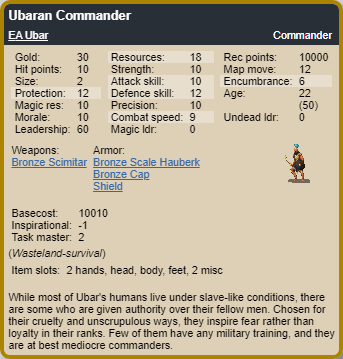 Ubaran Commander
EA Ubar Commander
Gold: 30 Resources: 18 Rec points: 10000
Hit points: 10 Strength: 10 Map move: 12
Size: 2 Attack skill: 10 Encumbrance: 6
Protection: 12 Defence skill: 12 Age: 22
Magic res: 10 Precision: 10 (50)
Morale: 10 Combat speed: 9 Undead ldr: 0
Leadership: 60 Magic ldr: 0
Weapons: Armor:
Bronze Scimitar Bronze Scale Hauberk
Bronze Cap
Shield
Basecost: 10010
Inspirational: -1
Task master: 2
(Wasteland-survival)
Item slots: 2 hands, head, body, feet, 2 misc
While most of Ubar's humans live under slave-like conditions, there
are some who are given authority over their fellow men. Chosen for
their cruelty and unscrupulous ways, they inspire fear rather than
loyalty in their ranks. Few of them have any military training, and they
are at best mediocre commanders.